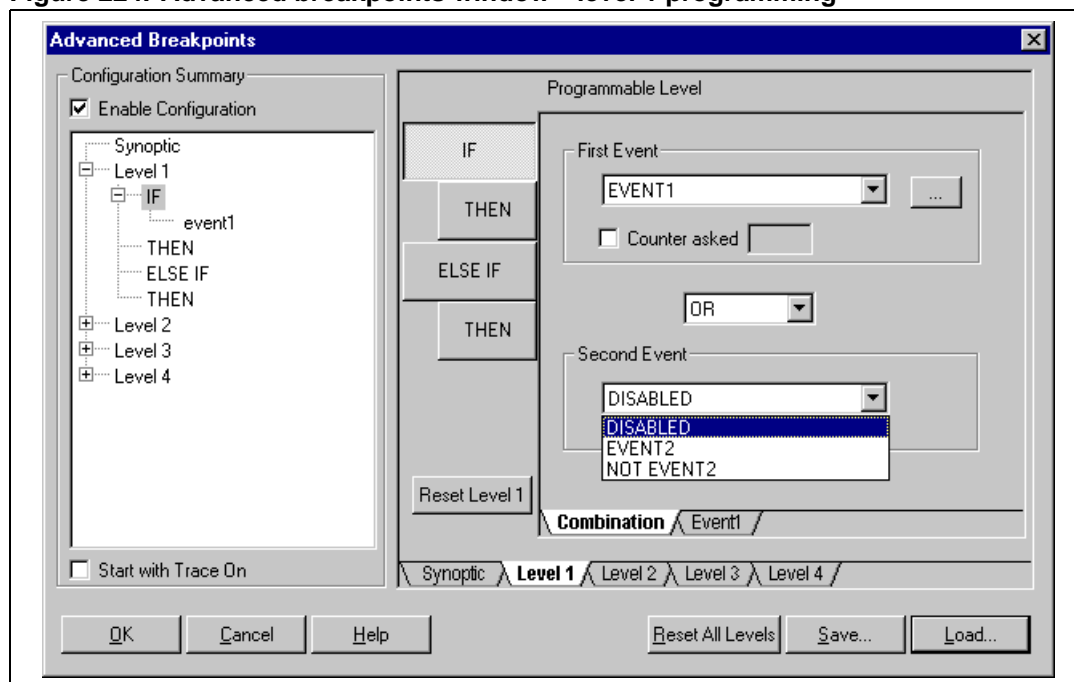 Figure 224. Advanced breakpoints window - level 1 programming
Advanced Breakpoints
Configuration Summary
Enable Configuration
Synoptic
Level 1
IF
event1
THEN
ELSE IF
THEN
Level 2
Level 3
Level 4
Start with Trace On
Programmable Level
IF
THEN
ELSE IF
THEN
Reset Level 1
First Event
EVENT1
...
Counter asked
OR
Second Event
DISABLED
DISABLED
EVENT2
NOT EVENT2
Combination
Event1
Synoptic
Level 1
Level 2
Level 3
Level 4
OK
Cancel
Help
Reset All Levels
Save...
Load...